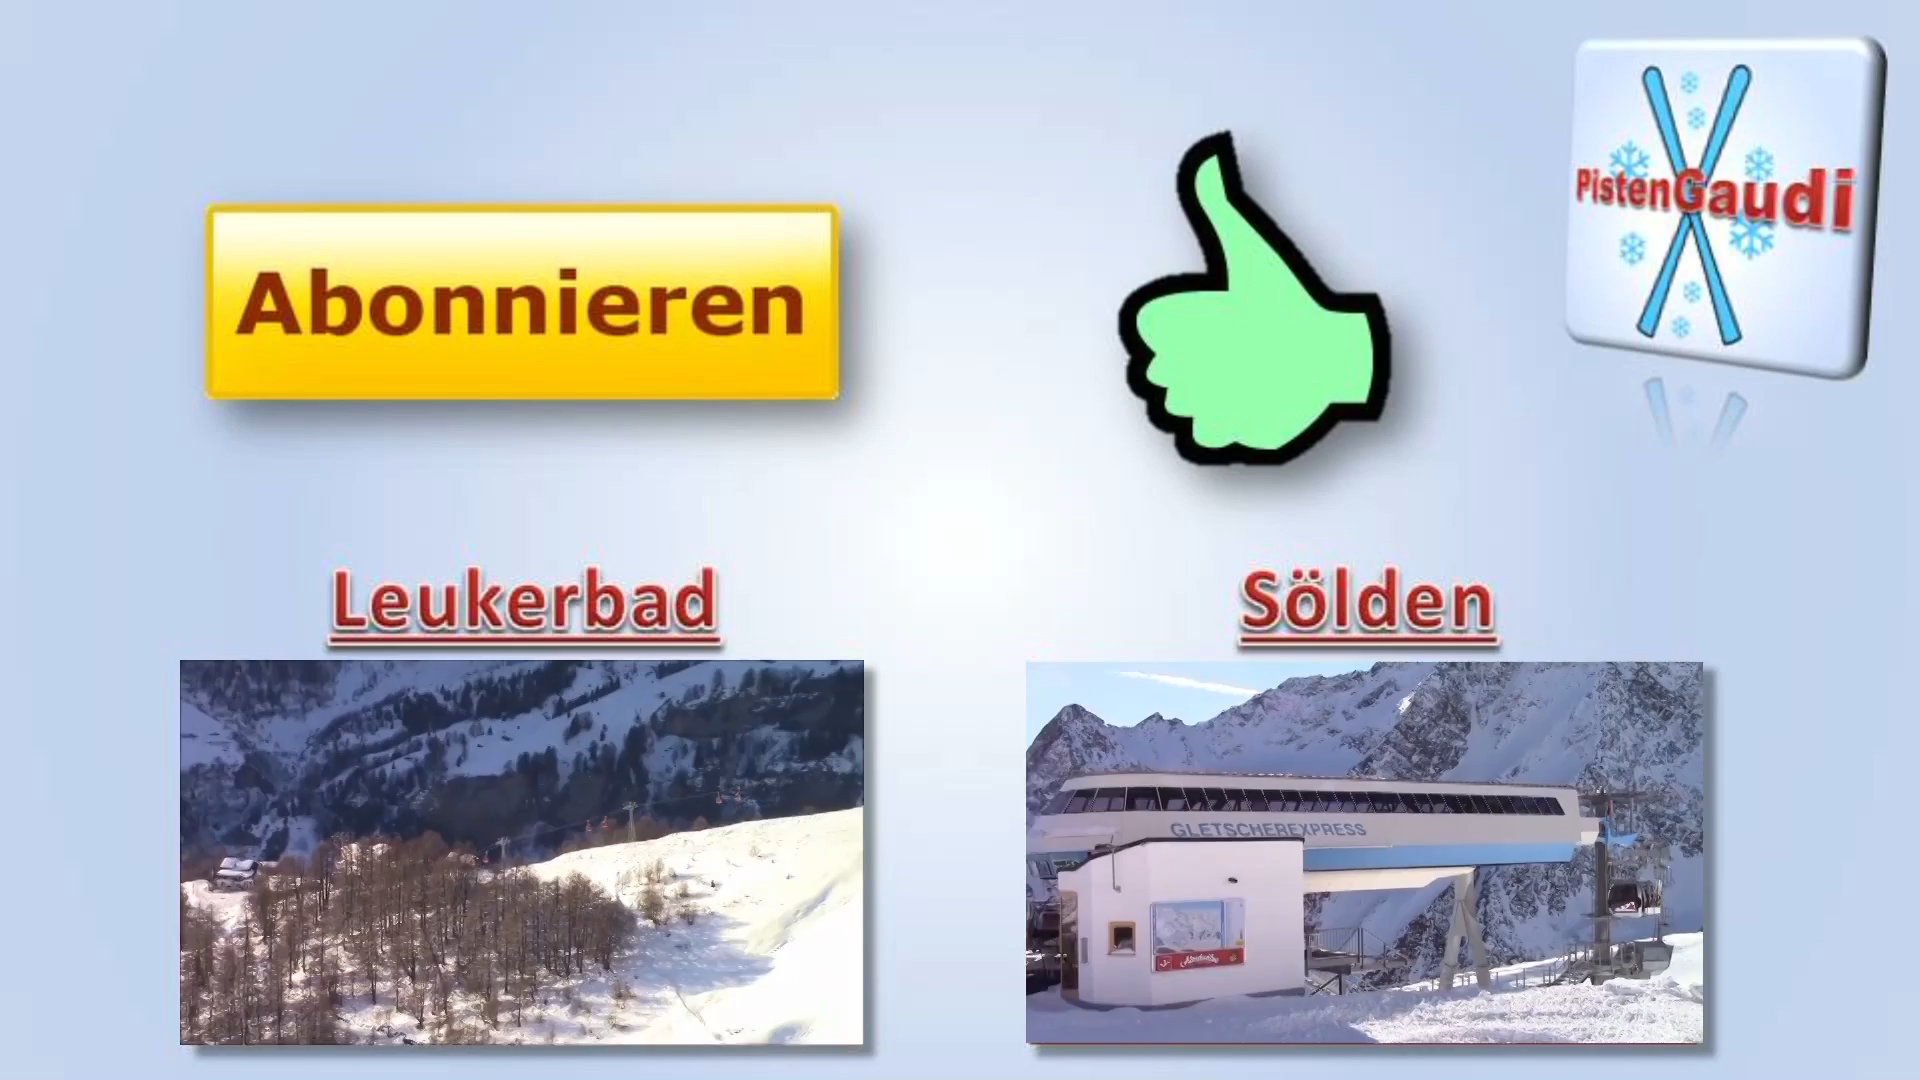 PistenGaudi
Abonnieren
Leukerbad
Sölden
GLETSCHEREXPRESS